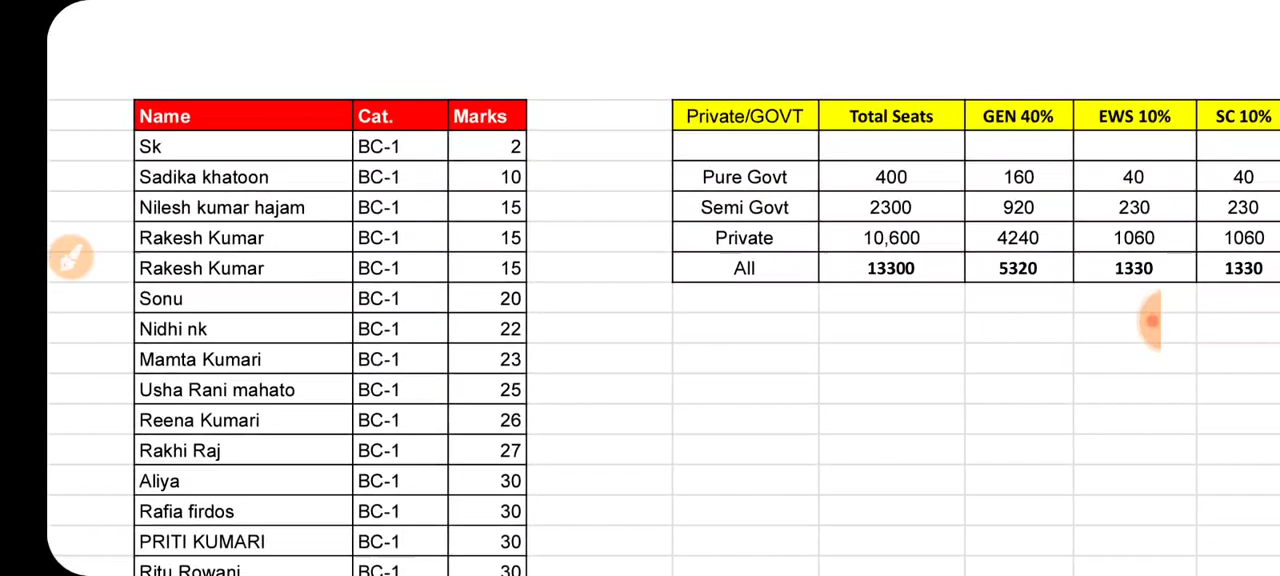 Name Cat. Marks
Sk BC-1 2
Sadika khatoon BC-1 10
Nilesh kumar hajam BC-1 15
Rakesh Kumar BC-1 15
Rakesh Kumar BC-1 15
Sonu BC-1 20
Nidhi nk BC-1 22
Mamta Kumari BC-1 23
Usha Rani mahato BC-1 25
Reena Kumari BC-1 26
Rakhi Raj BC-1 27
Aliya BC-1 30
Rafia firdos BC-1 30
PRITI KUMARI BC-1 30
Ritu Rowani BC-1 30
Private/GOVT Total Seats GEN 40% EWS 10% SC 10%
Pure Govt 400 160 40 40
Semi Govt 2300 920 230 230
Private 10,600 4240 1060 1060
All 13300 5320 1330 1330